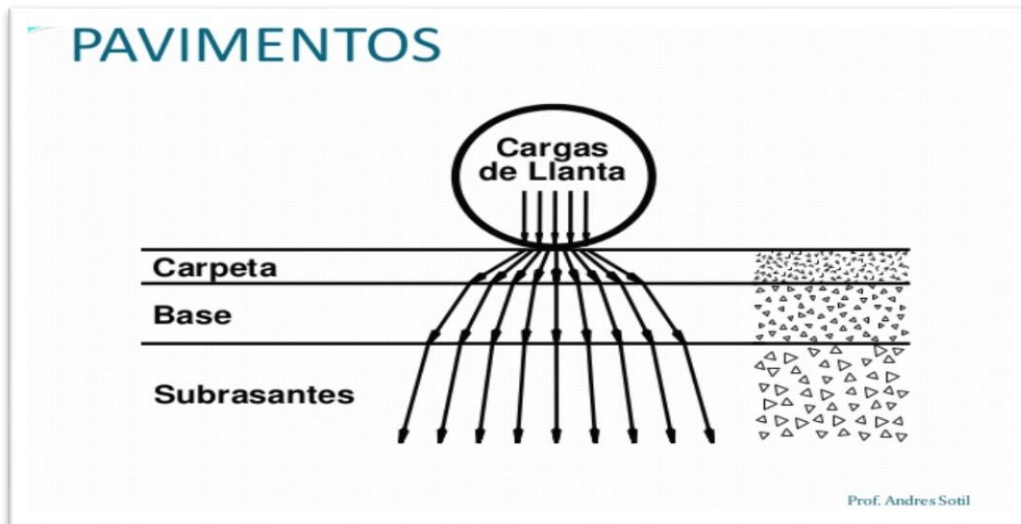 PAVIMENTOS
Cargas
de Llanta
Carpeta
Base
Subrasantes
Prof. Andres Sotil